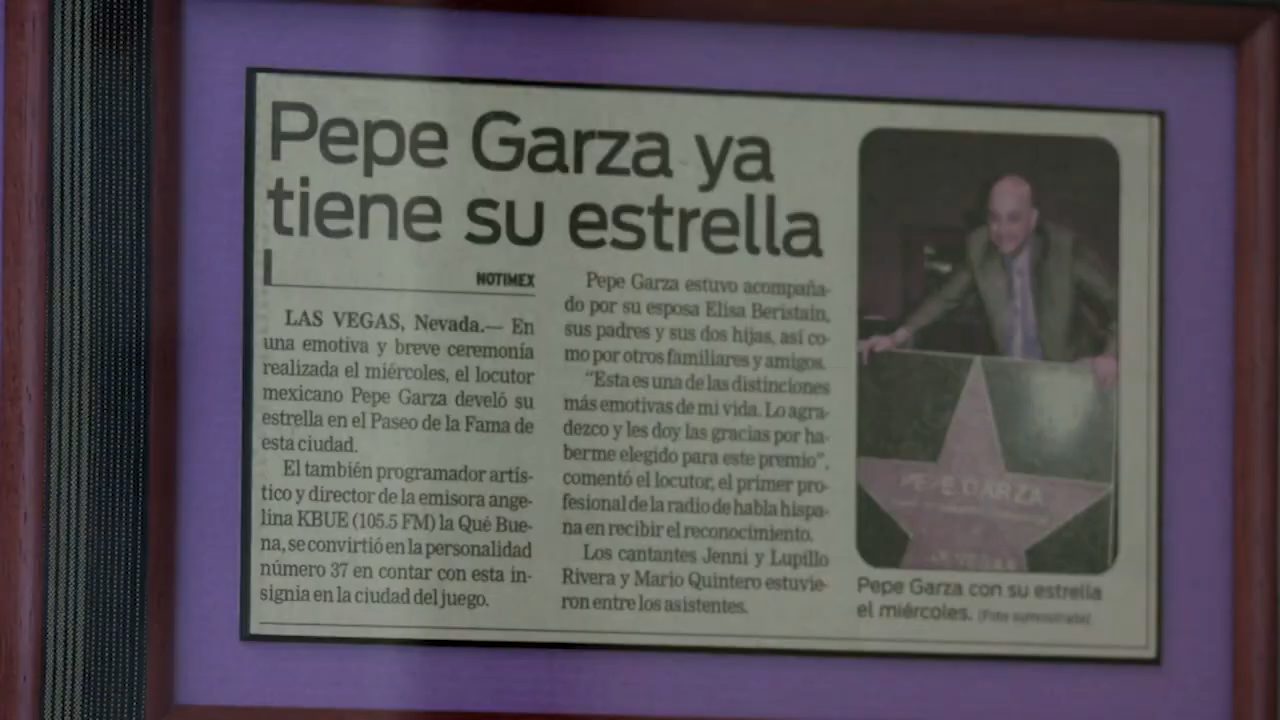 Pepe Garza ya
tiene su estrella
NOTIMEX
LAS VEGAS, Nevada.— En
una emotiva y breve ceremonia
realizada el miércoles, el locutor
mexicano Pepe Garza develó su
estrella en el Paseo de la Fama de
esta ciudad.
El también programador artís-
tico y director de la emisora ange-
lina KBUE (105.5 FM) la Qué Bue-
na, se convirtió en la personalidad
número 37 en contar con esta in-
signia en la ciudad del juego.
Pepe Garza estuvo acompaña-
do por su esposa Elisa Beristain,
sus padres y sus dos hijas, así co-
mo por otros familiares y amigos.
"Esta es una de las distinciones
más emotivas de mi vida. Lo agra-
dezco y les doy las gracias por ha-
berme elegido para este premio",
comentó el locutor, el primer pro-
fesional de la radio de habla hispa-
na en recibir el reconocimiento.
Los cantantes Jenni y Lupillo
Rivera y Mario Quintero estuvie-
ron entre los asistentes.
PEPE GARZA
Pepe Garza con su estrella
el miércoles. (Foto suministrada)